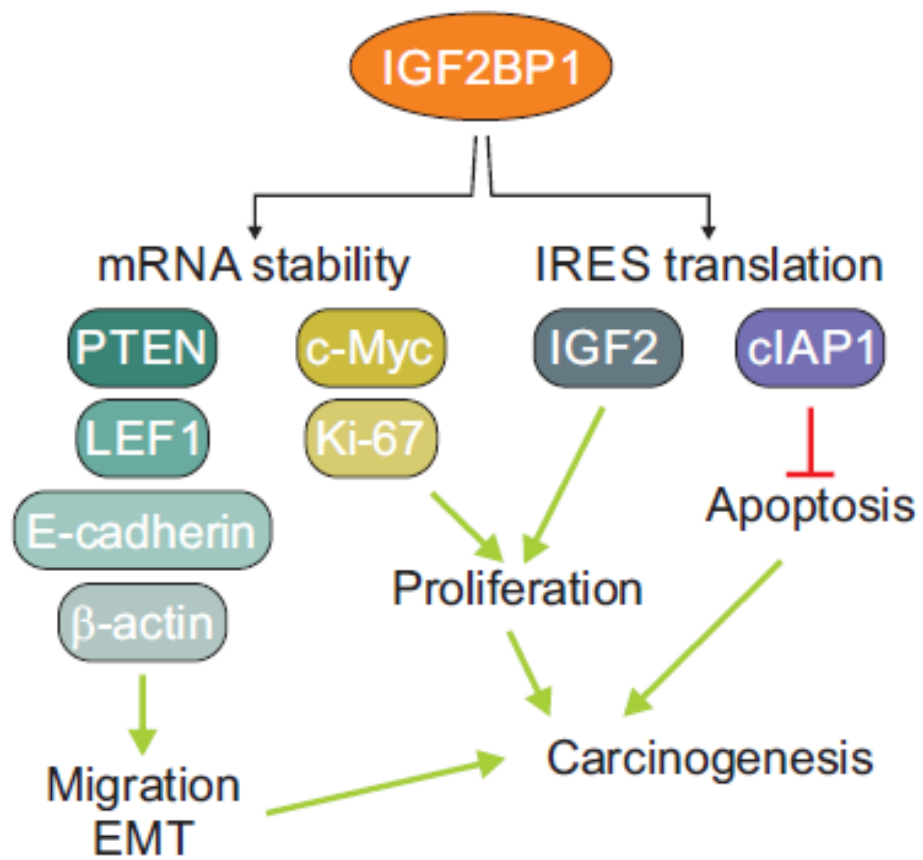 IGF2BP1
mRNA stability
IRES translation
PTEN
c-Myc
IGF2
cIAP1
LEF1
Ki-67
E-cadherin
Apoptosis
β-actin
Proliferation
Migration
EMT
Carcinogenesis